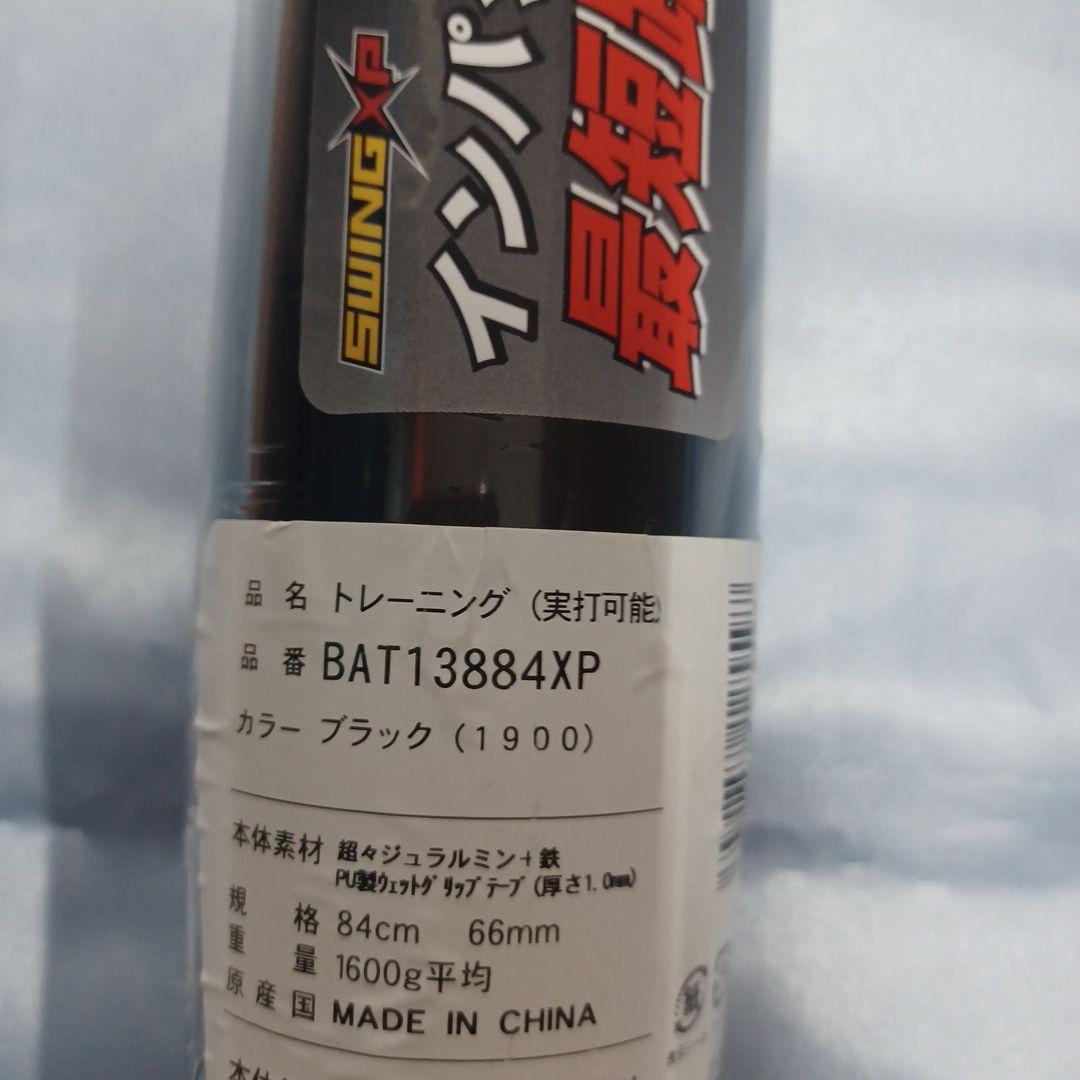 SWING XP
インパ
最短
品名 トレーニング（実打可能）
品番 BAT13884XP
カラー ブラック（1900）
本体素材 超々ジュラルミン＋鉄
PU製ウェットグリップテープ(厚さ1.0mm)
規格 84cm 66mm
重量 1600g平均
原産国 MADE IN CHINA